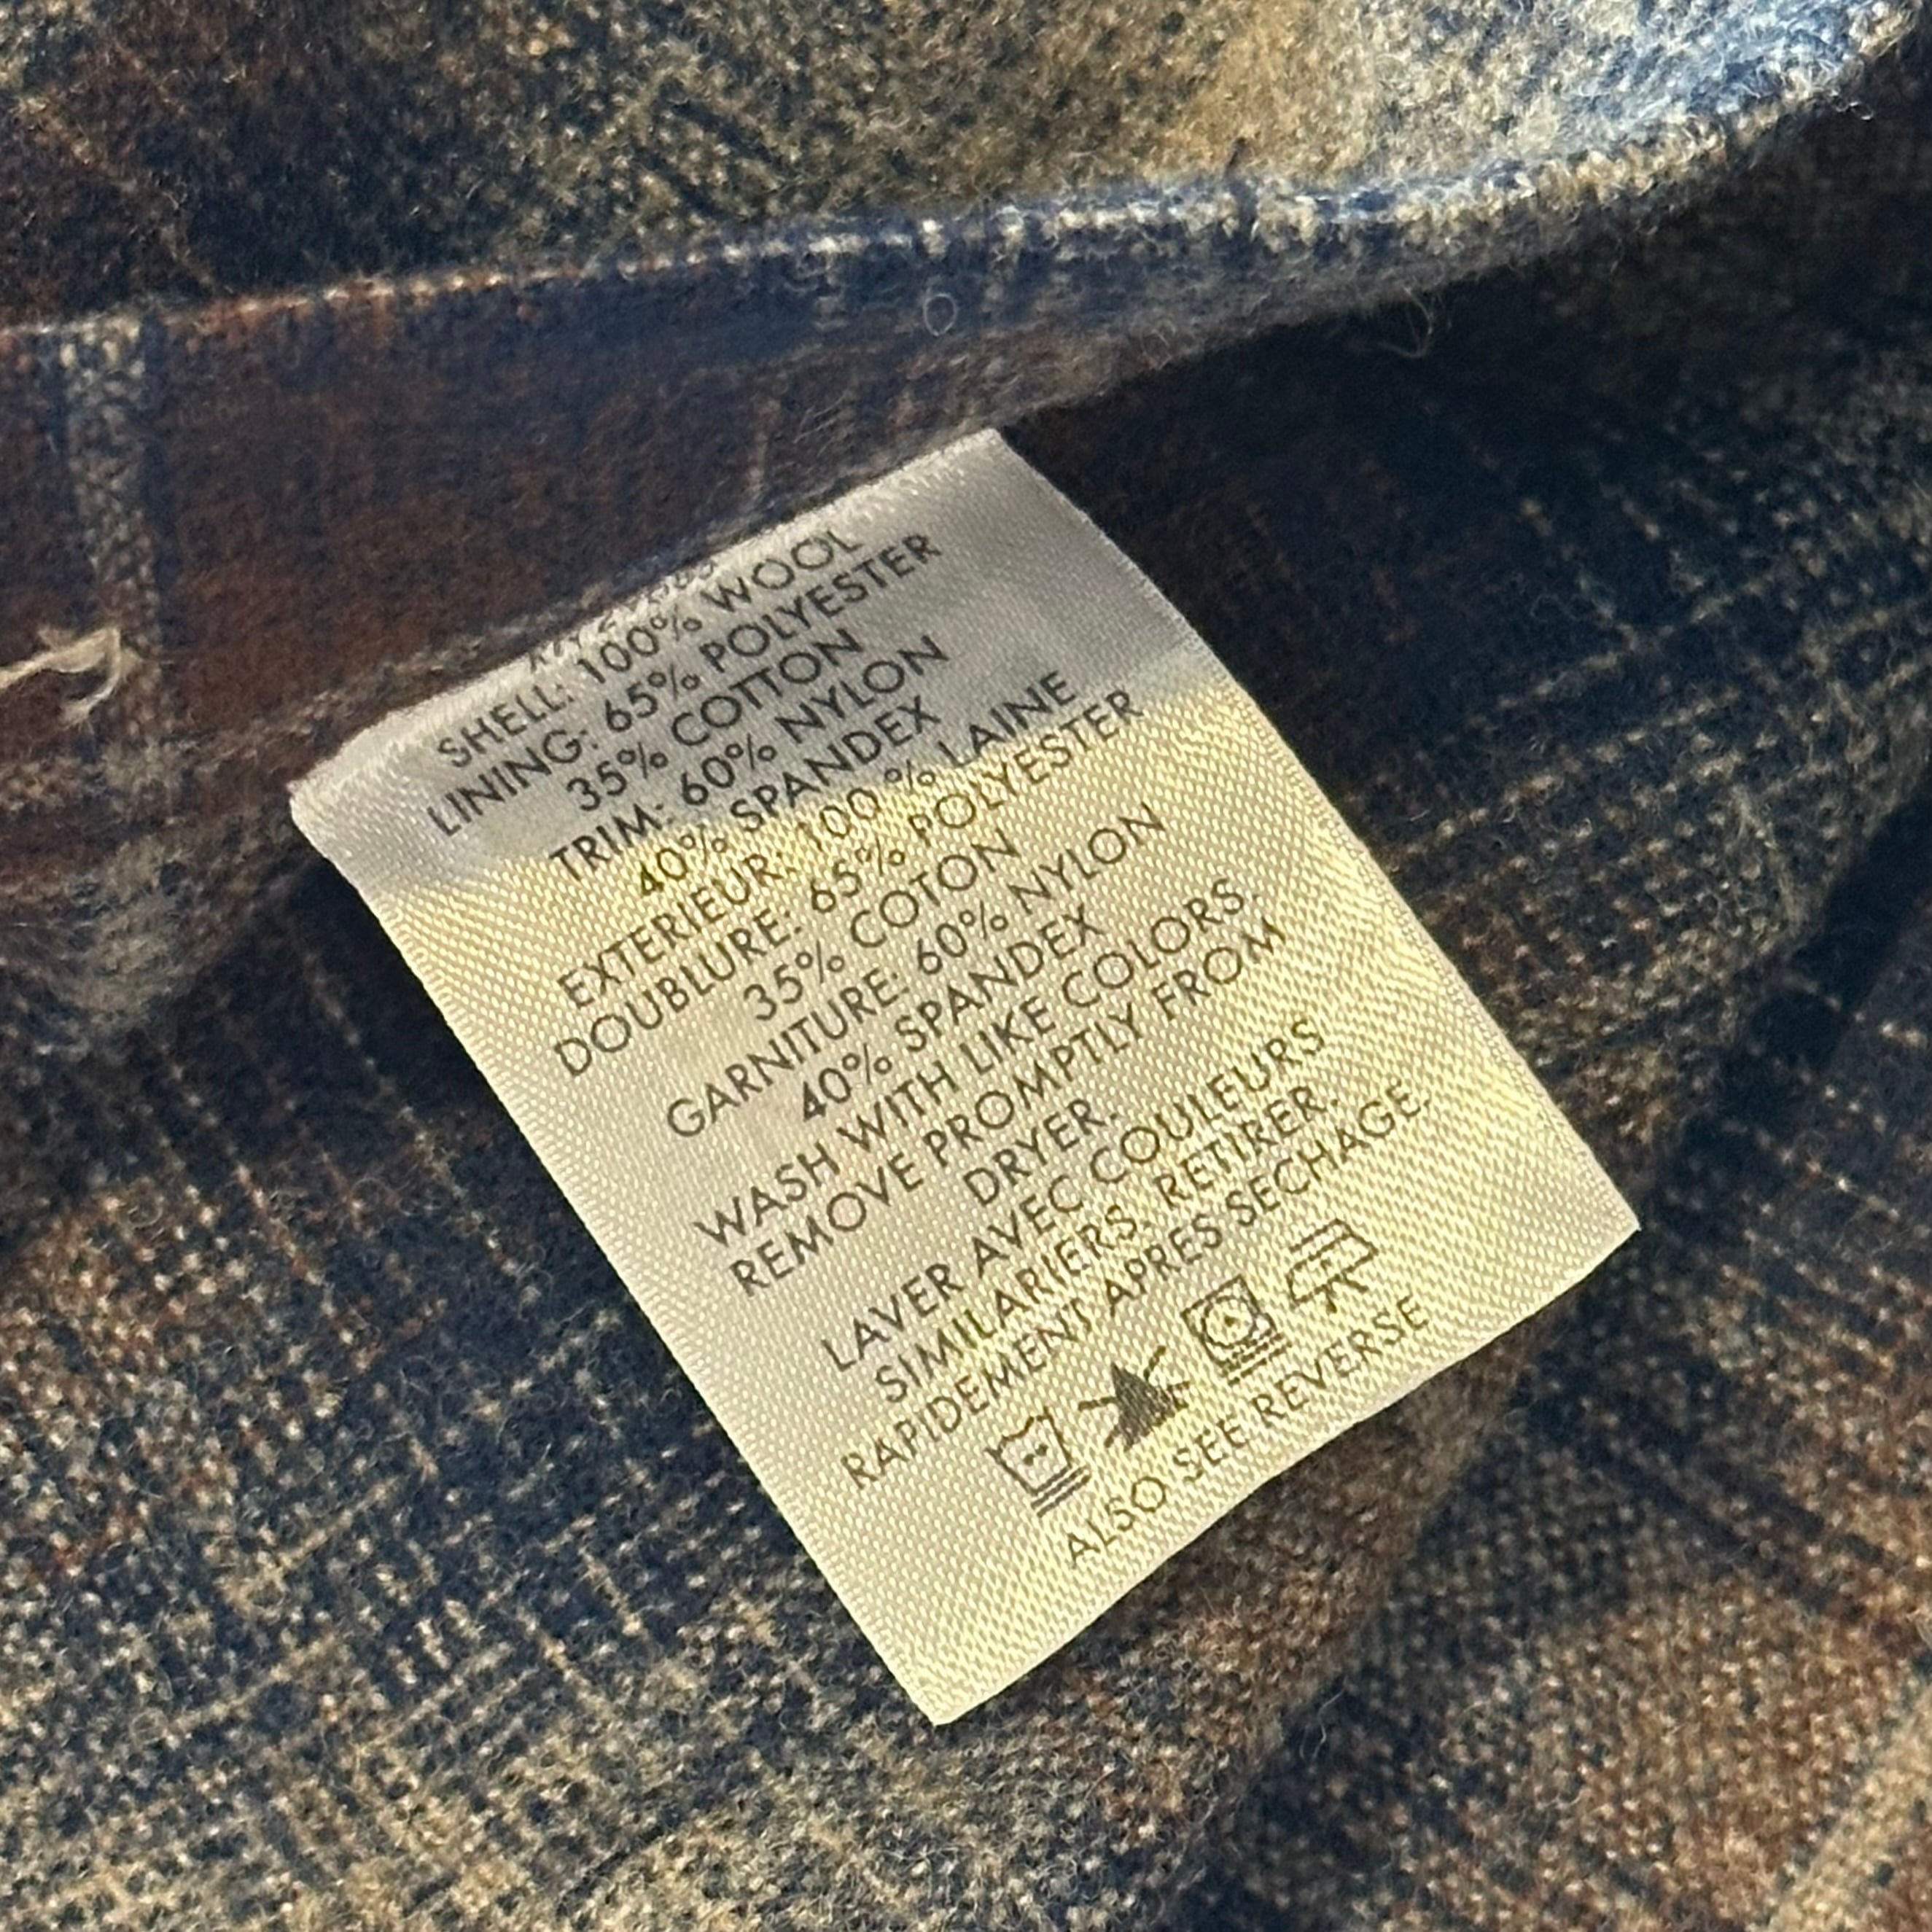 SHELL: 100% WOOL
LINING: 65% POLYESTER
35% COTTON
TRIM: 60% NYLON
40% SPANDEX
EXTERIEUR: 100 % LAINE
DOUBLURE: 65% POLYESTER
35% COTON
GARNITURE: 60% NYLON
40% SPANDEX
WASH WITH LIKE COLORS.
REMOVE PROMPTLY FROM
DRYER.
LAVER AVEC COULEURS
SIMILARIERS. RETIRER.
RAPIDEMENT APRES SECHAGE.
ALSO SEE REVERSE